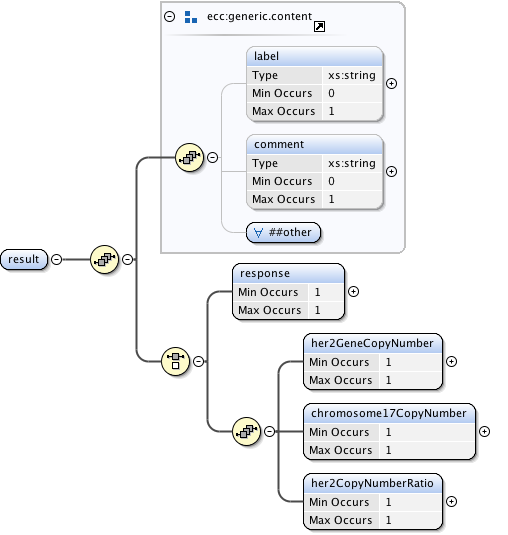 ecc:generic.content
label
Type xs:string
Min Occurs 0
Max Occurs 1
comment
Type xs:string
Min Occurs 0
Max Occurs 1
∀ ##other
result
response
Min Occurs 1
Max Occurs 1
her2GeneCopyNumber
Min Occurs 1
Max Occurs 1
chromosome17CopyNumber
Min Occurs 1
Max Occurs 1
her2CopyNumberRatio
Min Occurs 1
Max Occurs 1